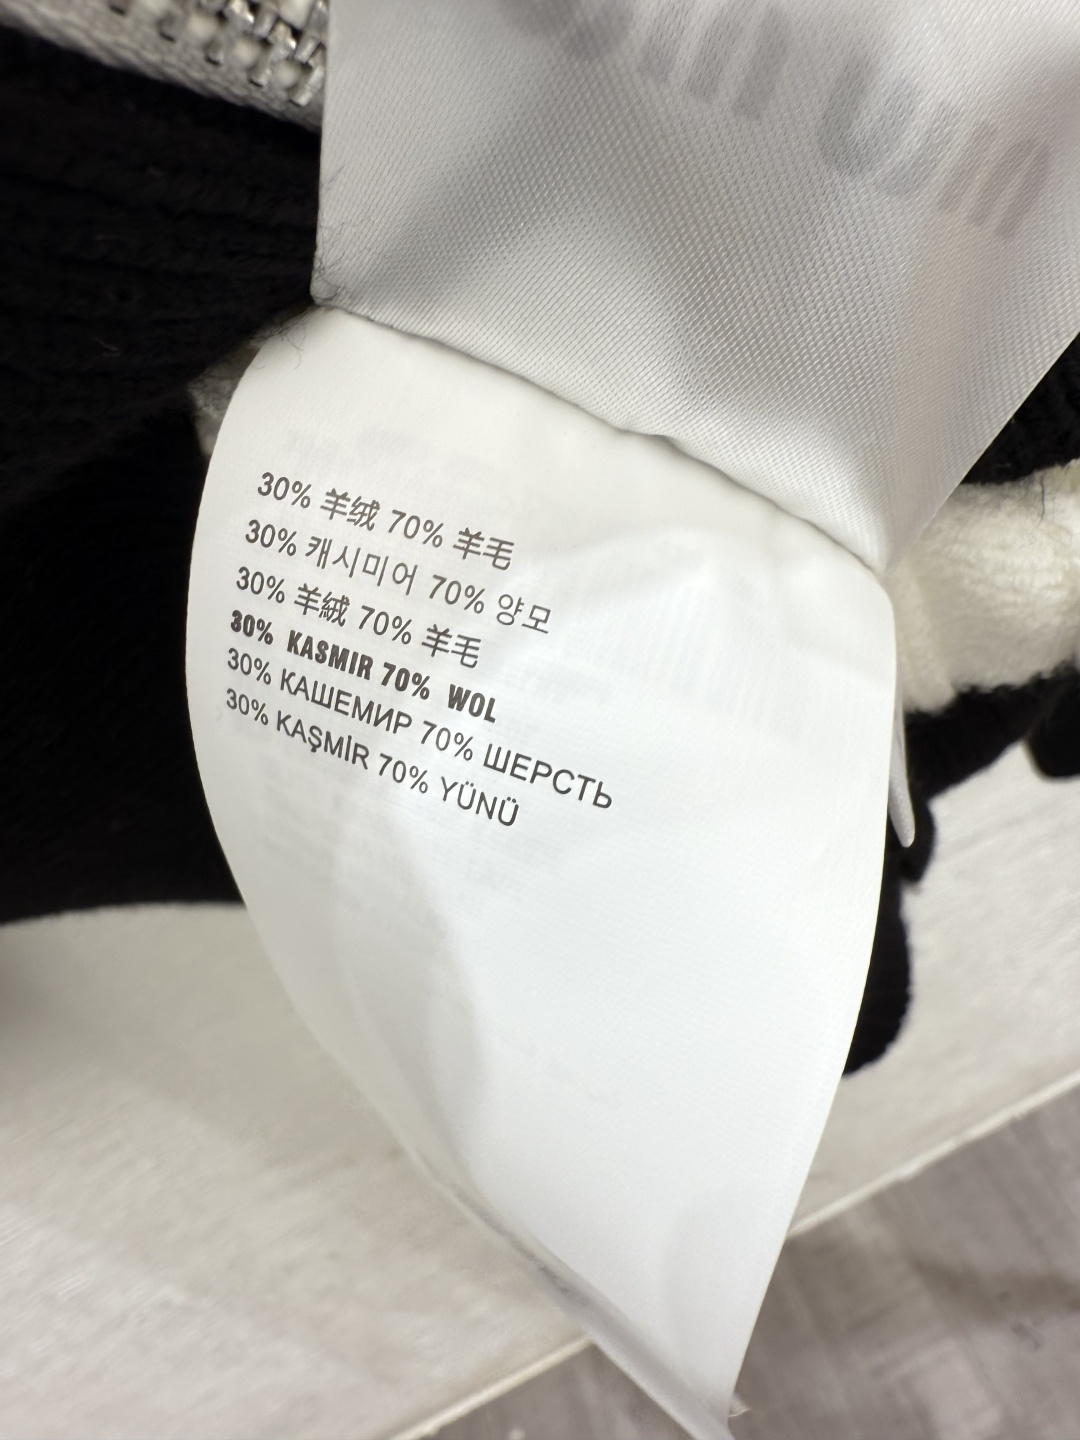 30% 羊绒 70% 羊毛
30% 캐시미어 70% 양모
30% 羊絨 70% 羊毛
30% KASMIR 70% WOL
30% КАШЕМИР 70% ШЕРСТЬ
30% KAŞMİR 70% YÜNÜ